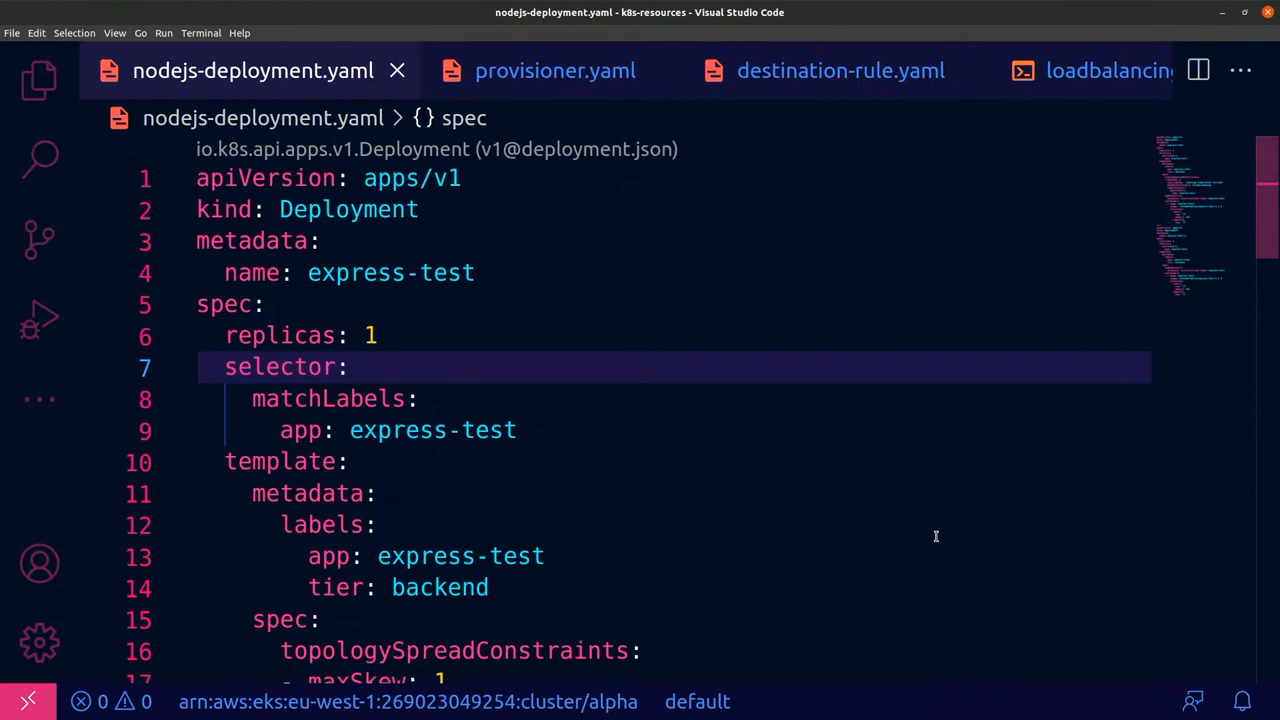 nodejs-deployment.yaml - k8s-resources - Visual Studio Code
File Edit Selection View Go Run Terminal Help
nodejs-deployment.yaml provisioner.yaml destination-rule.yaml loadbalancing
nodejs-deployment.yaml > {} spec
io.k8s.api.apps.v1.Deployment (v1@deployment.json)
1 apiVersion: apps/v1
2 kind: Deployment
3 metadata:
4 name: express-test
5 spec:
6 replicas: 1
7 selector:
8 matchLabels:
9 app: express-test
10 template:
11 metadata:
12 labels:
13 app: express-test
14 tier: backend
15 spec:
16 topologySpreadConstraints:
17 - maxSkew: 1
0 0 arn:aws:eks:eu-west-1:269023049254:cluster/alpha default